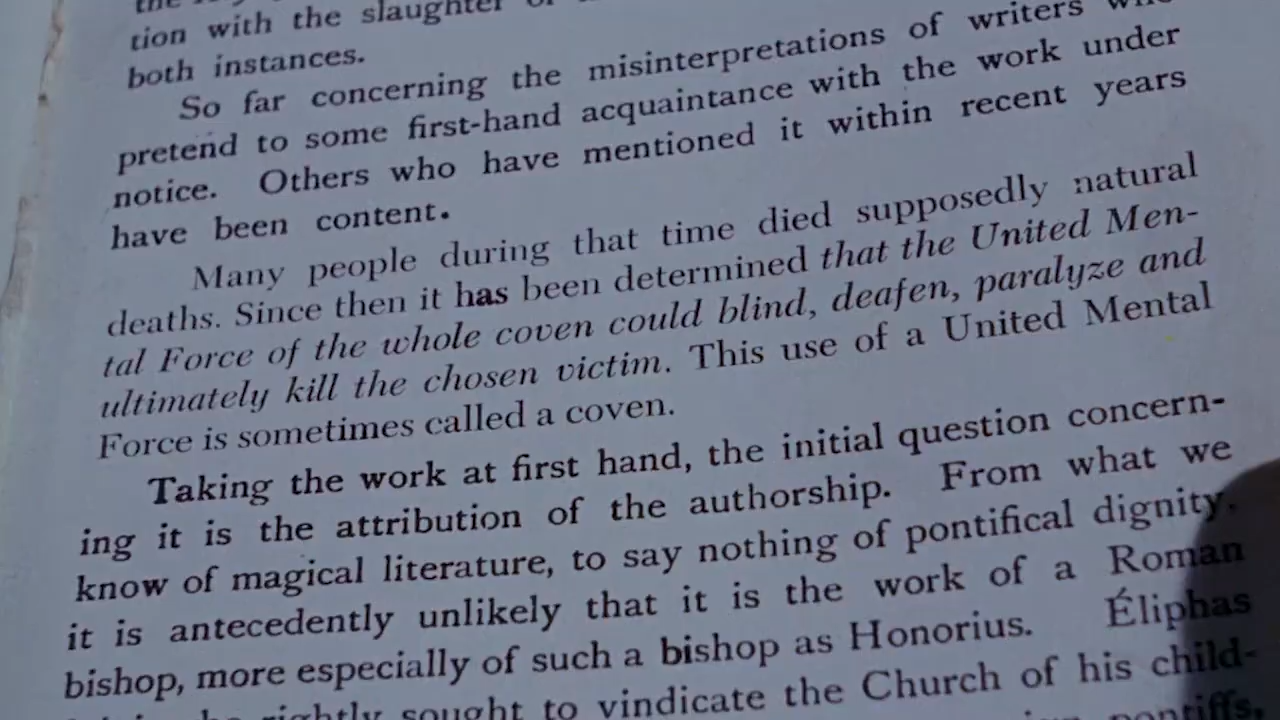 tion with the slaughter
both instances.
So far concerning the misinterpretations of writers
pretend to some first-hand acquaintance with the work under
notice. Others who have mentioned it within recent years
have been content.
Many people during that time died supposedly natural
deaths. Since then it has been determined that the United Men-
tal Force of the whole coven could blind, deafen, paralyze and
ultimately kill the chosen victim. This use of a United Mental
Force is sometimes called a coven.
Taking the work at first hand, the initial question concern-
ing it is the attribution of the authorship. From what we
know of magical literature, to say nothing of pontifical dignity,
it is antecedently unlikely that it is the work of a Roman
bishop, more especially of such a bishop as Honorius. Éliphas
rightly sought to vindicate the Church of his child-
pontiffs,